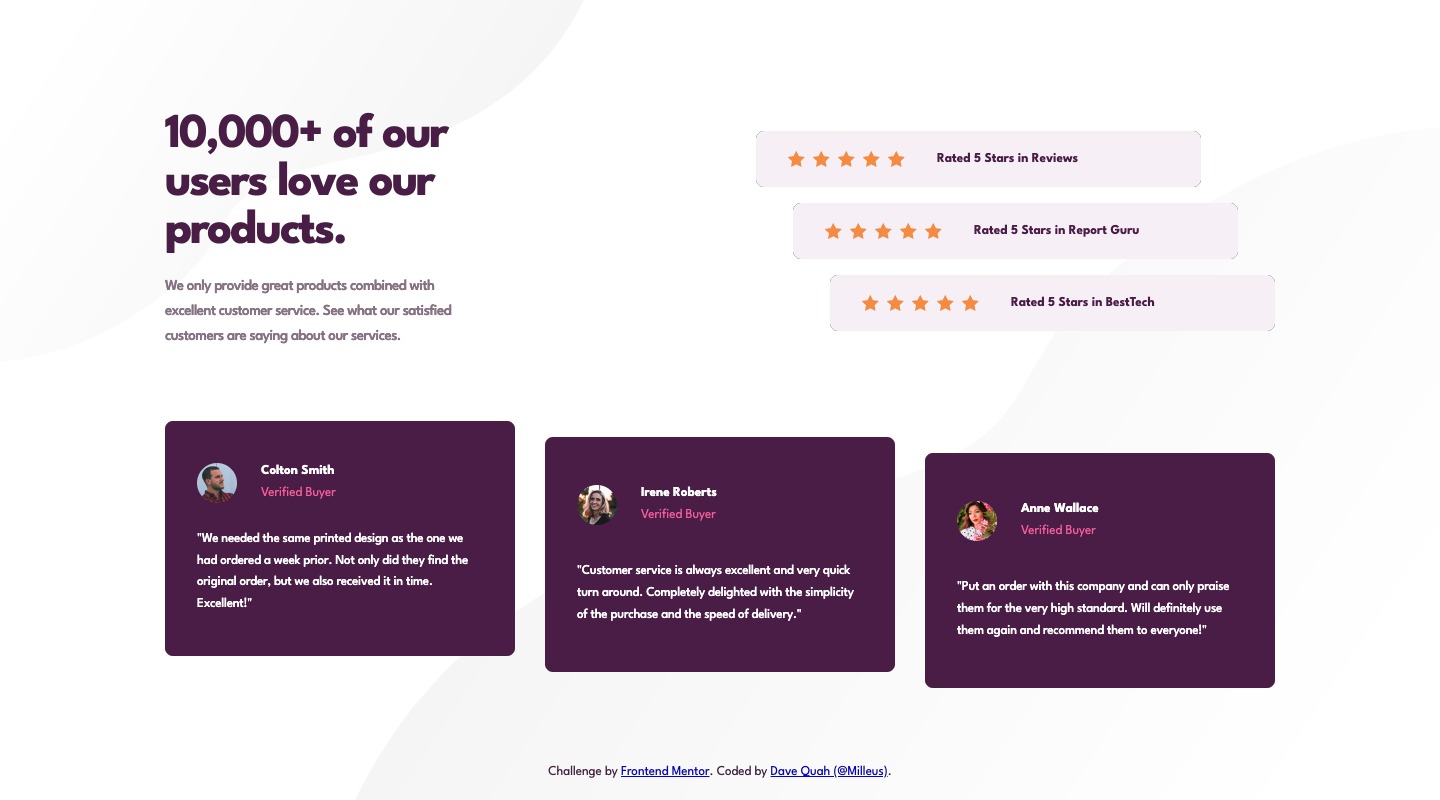 10,000+ of our
users love our
products.
We only provide great products combined with
excellent customer service. See what our satisfied
customers are saying about our services.
Rated 5 Stars in Reviews
Rated 5 Stars in Report Guru
Rated 5 Stars in BestTech
Colton Smith
Verified Buyer
"We needed the same printed design as the one we
had ordered a week prior. Not only did they find the
original order, but we also received it in time.
Excellent!"
Irene Roberts
Verified Buyer
"Customer service is always excellent and very quick
turn around. Completely delighted with the simplicity
of the purchase and the speed of delivery."
Anne Wallace
Verified Buyer
"Put an order with this company and can only praise
them for the very high standard. Will definitely use
them again and recommend them to everyone!"
Challenge by Frontend Mentor. Coded by Dave Quah (@Milleus).